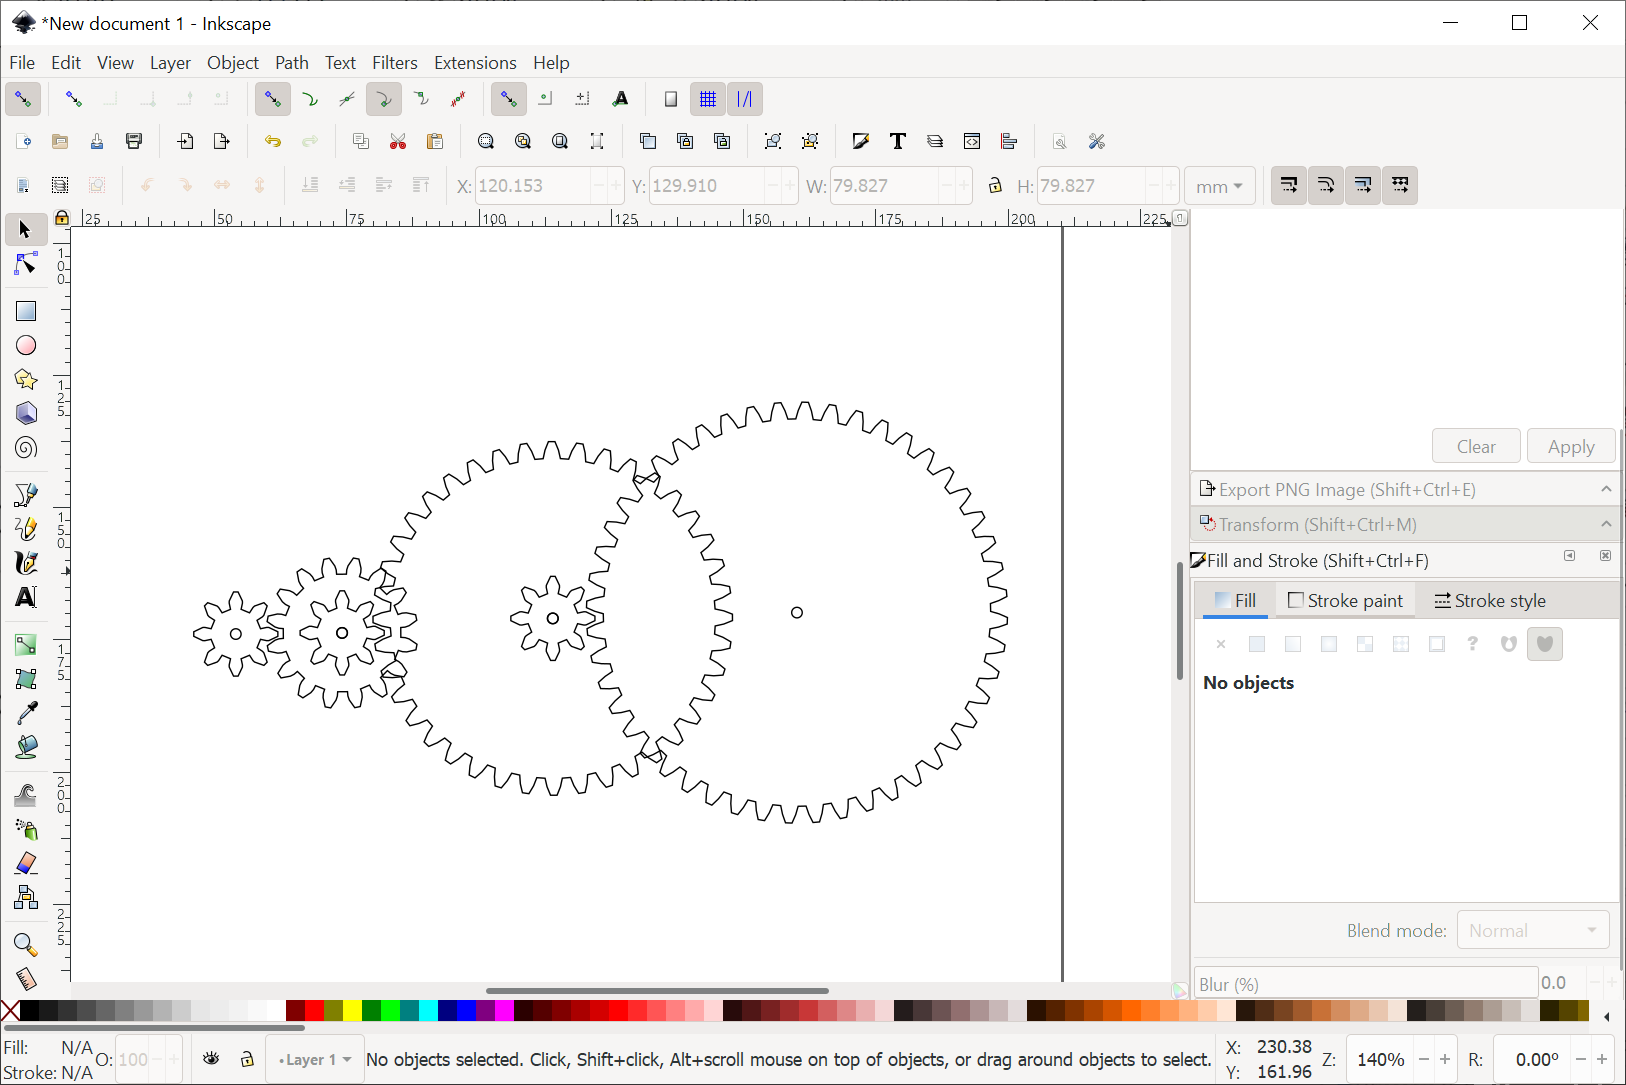 *New document 1 - Inkscape
File Edit View Layer Object Path Text Filters Extensions Help
X: 120.153 Y: 129.910 W: 79.827 H: 79.827 mm
25 50 75 100 125 150 175 200 225
100
125
150
175
200
225
Clear Apply
Export PNG Image (Shift+Ctrl+E)
Transform (Shift+Ctrl+M)
Fill and Stroke (Shift+Ctrl+F)
Fill Stroke paint Stroke style
No objects
Blend mode: Normal
Blur (%) 0.0
Fill: N/A O: 100 Layer 1 No objects selected. Click, Shift+click, Alt+scroll mouse on top of objects, or drag around objects to select. X: 230.38 Z: 140% R: 0.00º
Stroke: N/A Y: 161.96